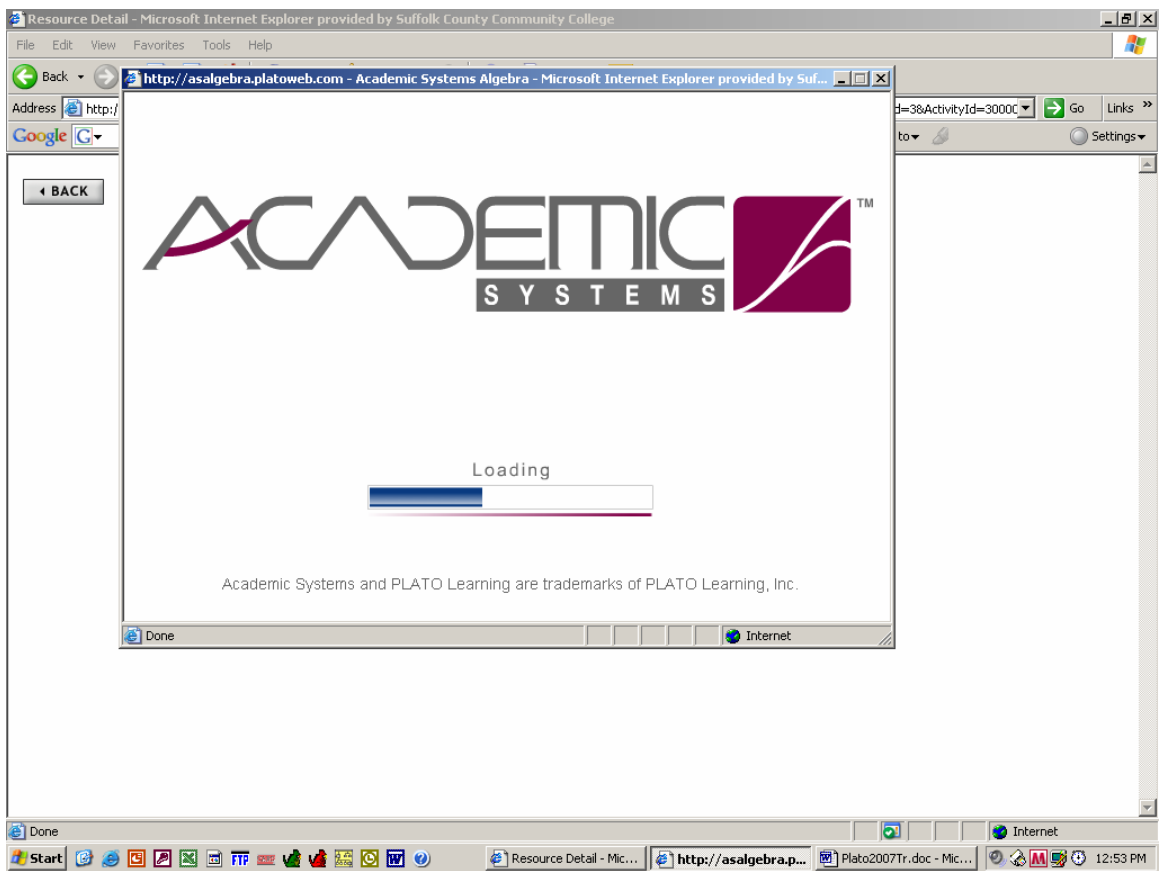 Resource Detail - Microsoft Internet Explorer provided by Suffolk County Community College
File Edit View Favorites Tools Help
Back
http://asalgebra.platoweb.com - Academic Systems Algebra - Microsoft Internet Explorer provided by Suf...
Address http:/
d=3&ActivityId=3000
Go Links »
Google G
to
Settings
BACK
ACADEMIC TM
SYSTEMS
Loading
Academic Systems and PLATO Learning are trademarks of PLATO Learning, Inc.
Done Internet
Done Internet
Start FTP Resource Detail - Mic... http://asalgebra.p... Plato2007Tr.doc - Mic... 12:53 PM